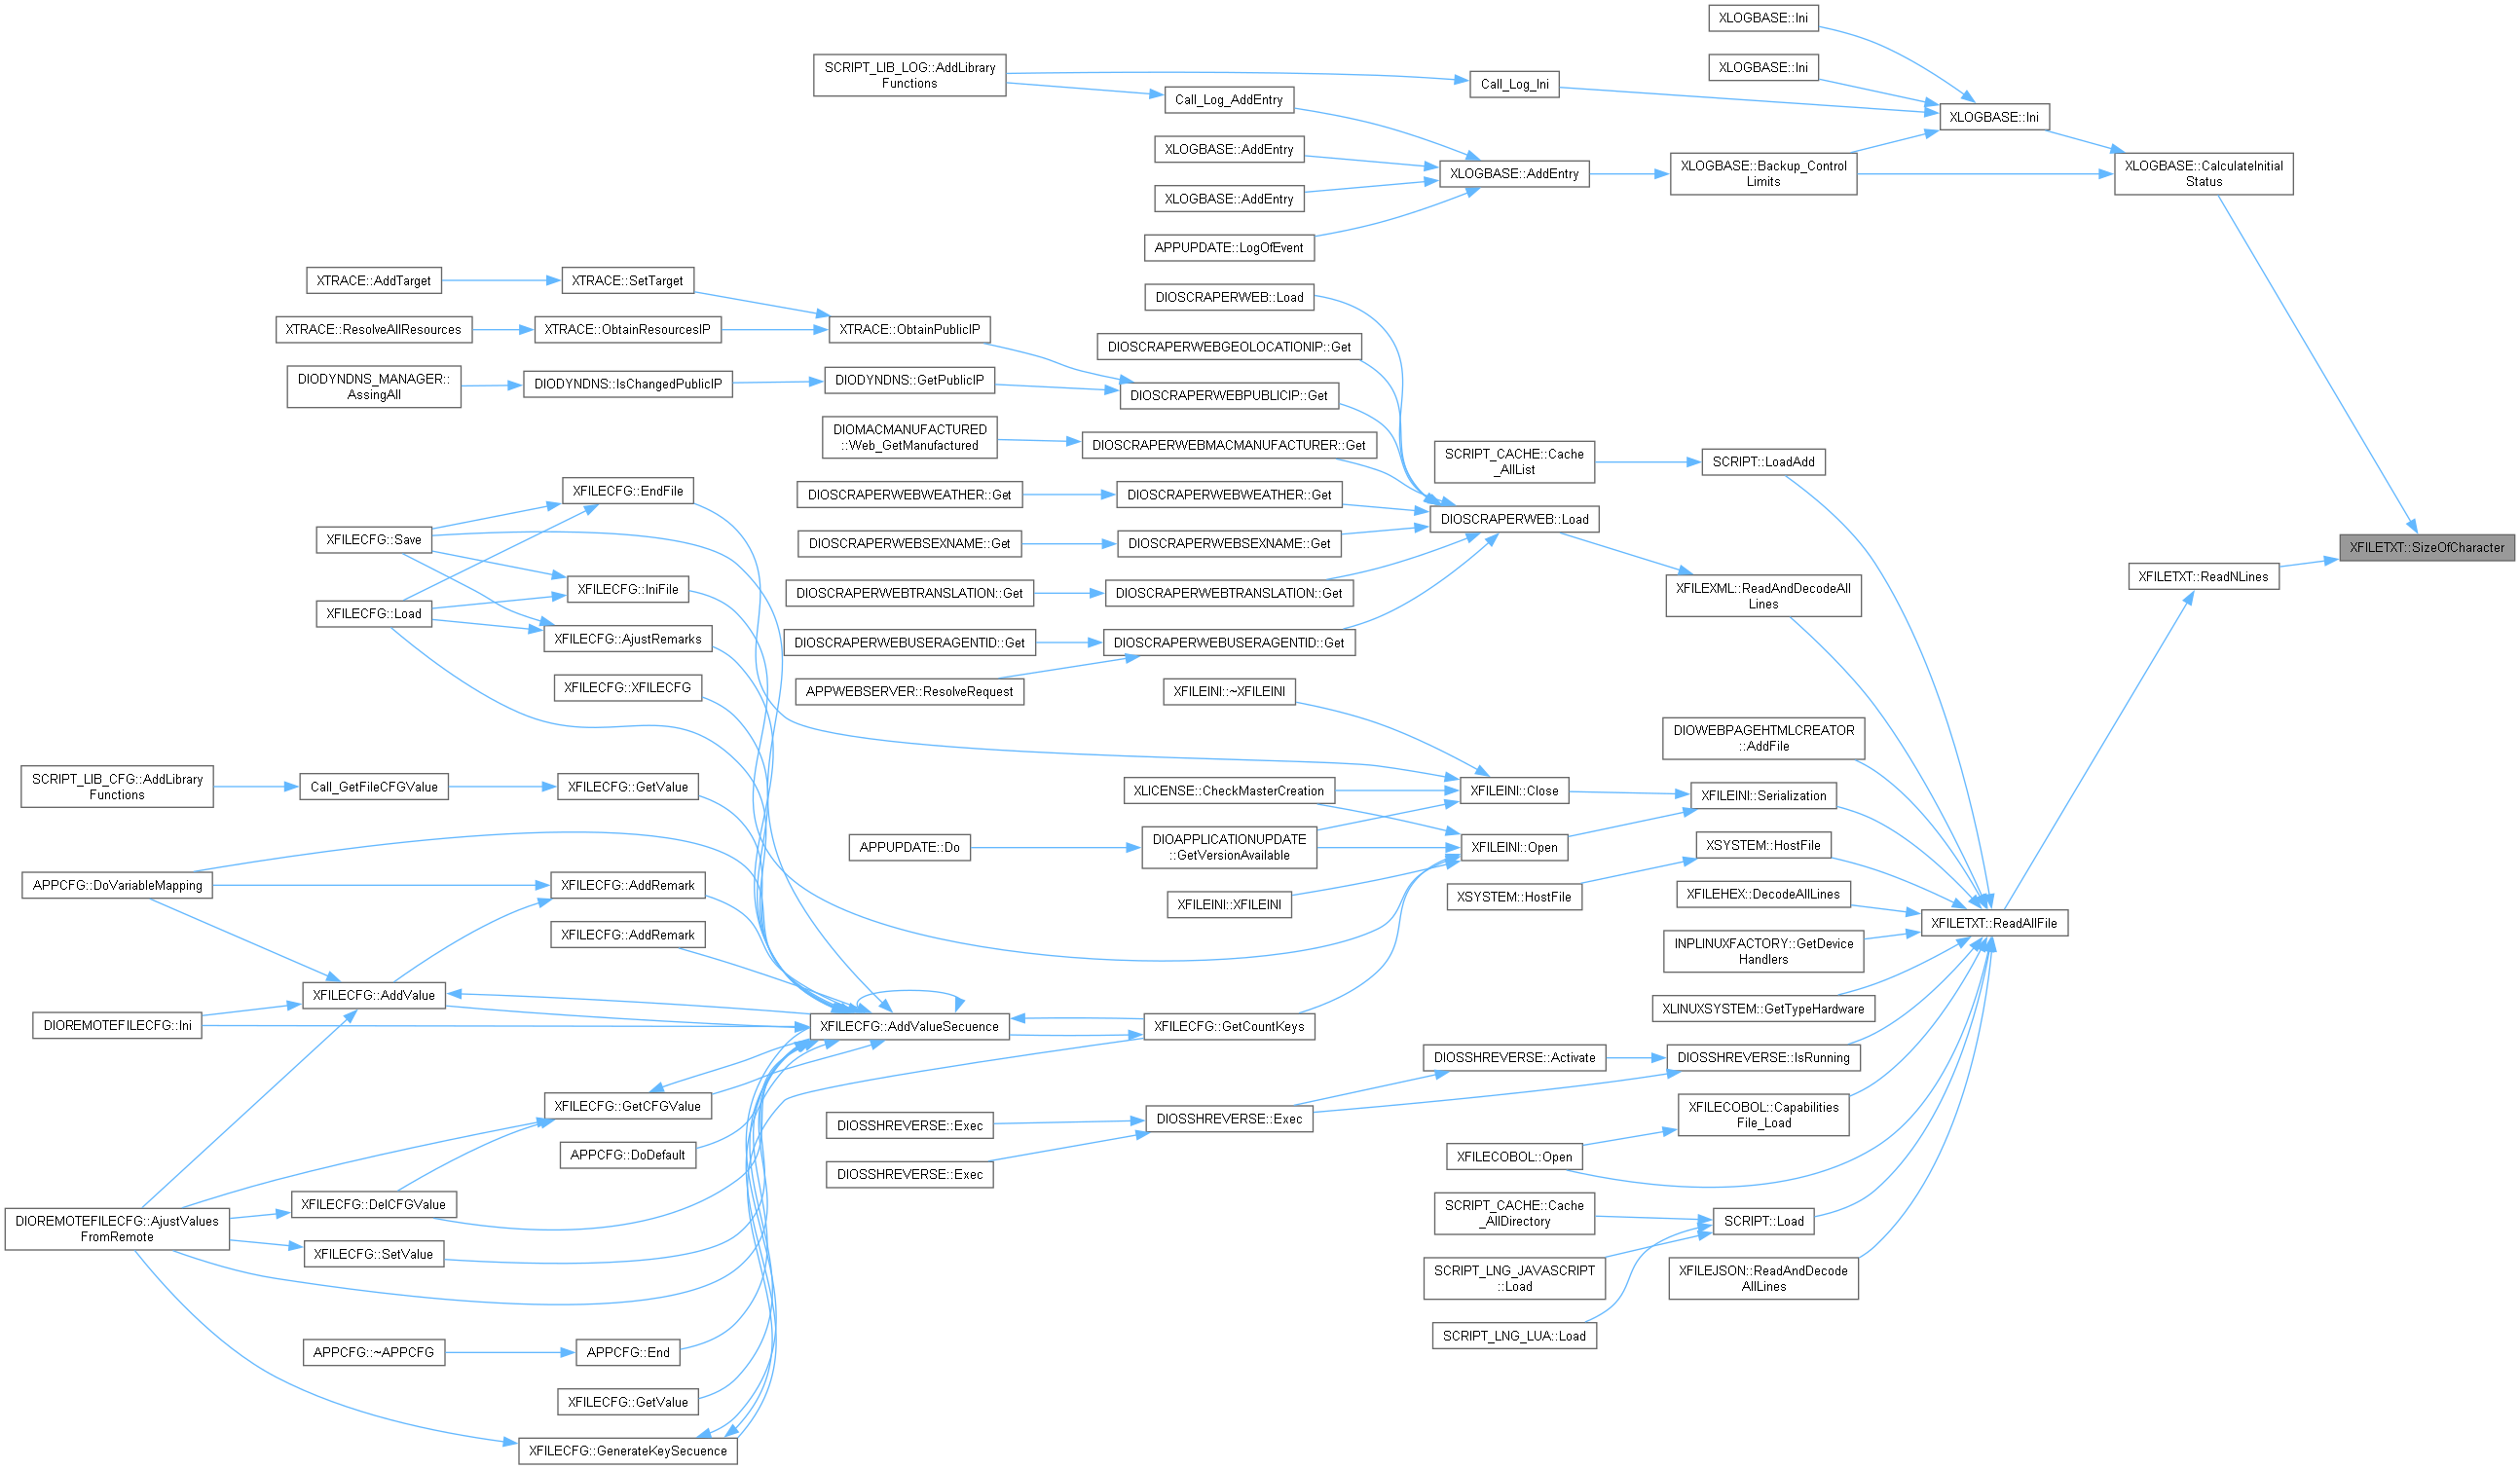 XLOGBASE::Ini
SCRIPT_LIB_LOG::AddLibrary
Functions
XLOGBASE::Ini
Call_Log_Ini
Call_Log_AddEntry
XLOGBASE::Ini
XLOGBASE::AddEntry
XLOGBASE::AddEntry
XLOGBASE::Backup_Control
Limits
XLOGBASE::CalculateInitial
Status
XLOGBASE::AddEntry
APPUPDATE::LogOfEvent
XTRACE::AddTarget
XTRACE::SetTarget
DIOSCRAPERWEB::Load
XTRACE::ResolveAllResources
XTRACE::ObtainResourcesIP
XTRACE::ObtainPublicIP
DIOSCRAPERWEBGEOLOCATIONIP::Get
DIODYNDNS_MANAGER::
AssingAll
DIODYNDNS::IsChangedPublicIP
DIODYNDNS::GetPublicIP
DIOSCRAPERWEBPUBLICIP::Get
DIOMACMANUFACTURED
::Web_GetManufactured
DIOSCRAPERWEBMACMANUFACTURER::Get
SCRIPT_CACHE::Cache
_AllList
SCRIPT::LoadAdd
XFILECFG::EndFile
DIOSCRAPERWEBWEATHER::Get
DIOSCRAPERWEBWEATHER::Get
DIOSCRAPERWEB::Load
XFILECFG::Save
DIOSCRAPERWEBSEXNAME::Get
DIOSCRAPERWEBSEXNAME::Get
XFILETXT::SizeOfCharacter
XFILETXT::ReadNLines
XFILECFG::IniFile
DIOSCRAPERWEBTRANSLATION::Get
DIOSCRAPERWEBTRANSLATION::Get
XFILEXML::ReadAndDecodeAll
Lines
XFILECFG::Load
XFILECFG::AjustRemarks
DIOSCRAPERWEBUSERAGENTID::Get
DIOSCRAPERWEBUSERAGENTID::Get
XFILECFG::XFILECFG
APPWEBSERVER::ResolveRequest
XFILEINI::~XFILEINI
DIOWEBPAGEHTMLCREATOR
::AddFile
SCRIPT_LIB_CFG::AddLibrary
Functions
Call_GetFileCFGValue
XFILECFG::GetValue
XLICENSE::CheckMasterCreation
XFILEINI::Close
XFILEINI::Serialization
APPUPDATE::Do
DIOAPPLICATIONUPDATE
::GetVersionAvailable
XFILEINI::Open
XSYSTEM::HostFile
APPCFG::DoVariableMapping
XFILECFG::AddRemark
XFILEINI::XFILEINI
XSYSTEM::HostFile
XFILEHEX::DecodeAllLines
XFILETXT::ReadAllFile
XFILECFG::AddRemark
INPLINUXFACTORY::GetDevice
Handlers
XFILECFG::AddValue
XLINUXSYSTEM::GetTypeHardware
DIOREMOTEFILECFG::Ini
XFILECFG::AddValueSecuence
XFILECFG::GetCountKeys
DIOSSHREVERSE::Activate
DIOSSHREVERSE::IsRunning
XFILECFG::GetCFGValue
DIOSSHREVERSE::Exec
DIOSSHREVERSE::Exec
XFILECOBOL::Capabilities
File_Load
APPCFG::DoDefault
DIOSSHREVERSE::Exec
XFILECOBOL::Open
XFILECFG::DelCFGValue
DIOREMOTEFILECFG::AjustValues
FromRemote
SCRIPT_CACHE::Cache
_AllDirectory
SCRIPT::Load
XFILECFG::SetValue
SCRIPT_LNG_JAVASCRIPT
::Load
XFILEJSON::ReadAndDecode
AllLines
APPCFG::~APPCFG
APPCFG::End
SCRIPT_LNG_LUA::Load
XFILECFG::GetValue
XFILECFG::GenerateKeySecuence